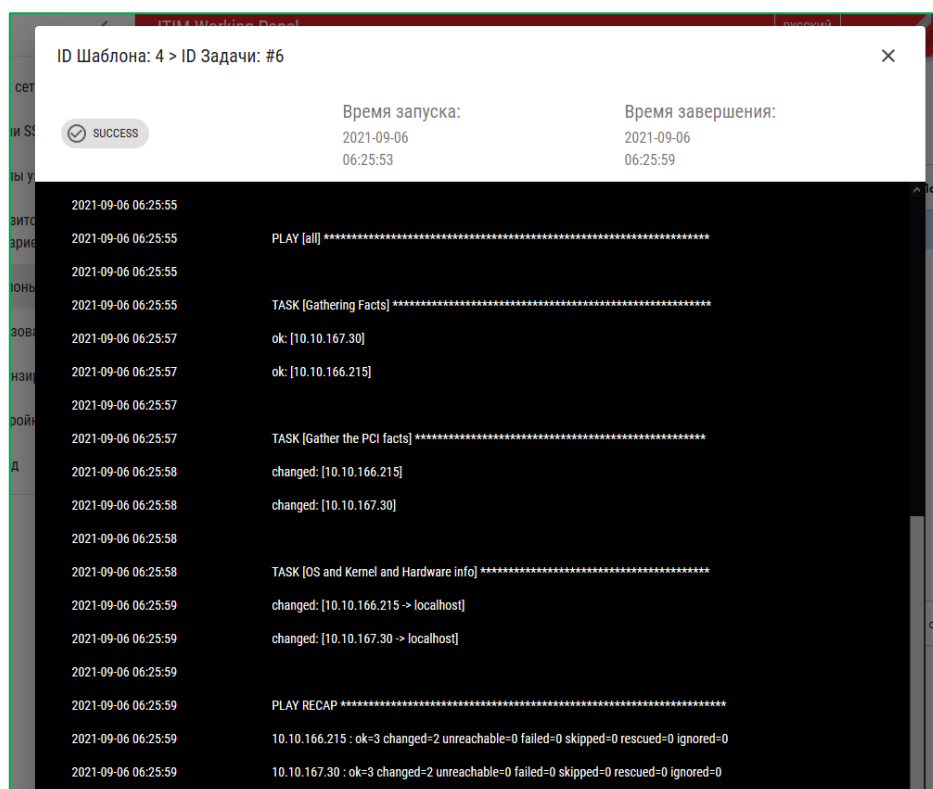 ITIM Working Panel
РУССКИЙ
ID Шаблона: 4 > ID Задачи: #6
SUCCESS
Время запуска:
2021-09-06
06:25:53
Время завершения:
2021-09-06
06:25:59
2021-09-06 06:25:55
2021-09-06 06:25:55 PLAY [all] *********************************************************************
2021-09-06 06:25:55
2021-09-06 06:25:55 TASK [Gathering Facts] *********************************************************
2021-09-06 06:25:57 ok: [10.10.167.30]
2021-09-06 06:25:57 ok: [10.10.166.215]
2021-09-06 06:25:57
2021-09-06 06:25:57 TASK [Gather the PCI facts] ****************************************************
2021-09-06 06:25:58 changed: [10.10.166.215]
2021-09-06 06:25:58 changed: [10.10.167.30]
2021-09-06 06:25:58
2021-09-06 06:25:58 TASK [OS and Kernel and Hardware info] *****************************************
2021-09-06 06:25:59 changed: [10.10.166.215 -> localhost]
2021-09-06 06:25:59 changed: [10.10.167.30 -> localhost]
2021-09-06 06:25:59
2021-09-06 06:25:59 PLAY RECAP *********************************************************************
2021-09-06 06:25:59 10.10.166.215 : ok=3 changed=2 unreachable=0 failed=0 skipped=0 rescued=0 ignored=0
2021-09-06 06:25:59 10.10.167.30 : ok=3 changed=2 unreachable=0 failed=0 skipped=0 rescued=0 ignored=0